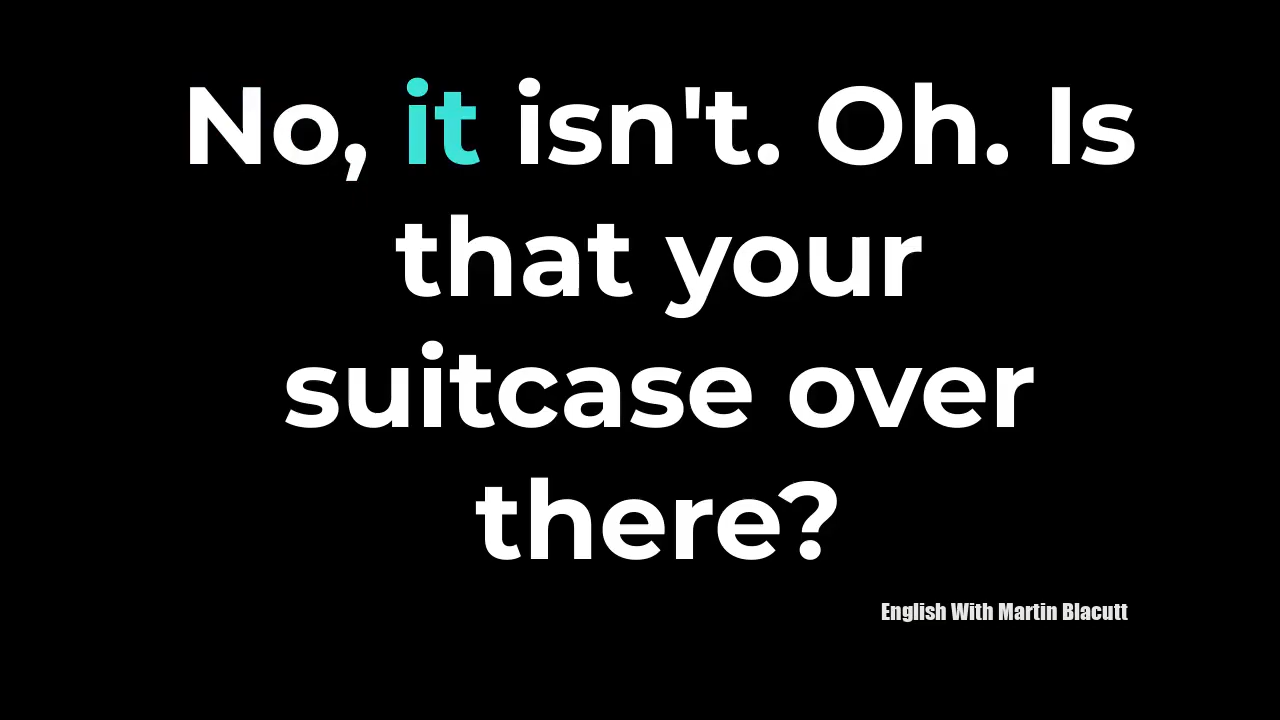 No, it isn't. Oh. Is
that your
suitcase over
there?
English With Martin Blacutt